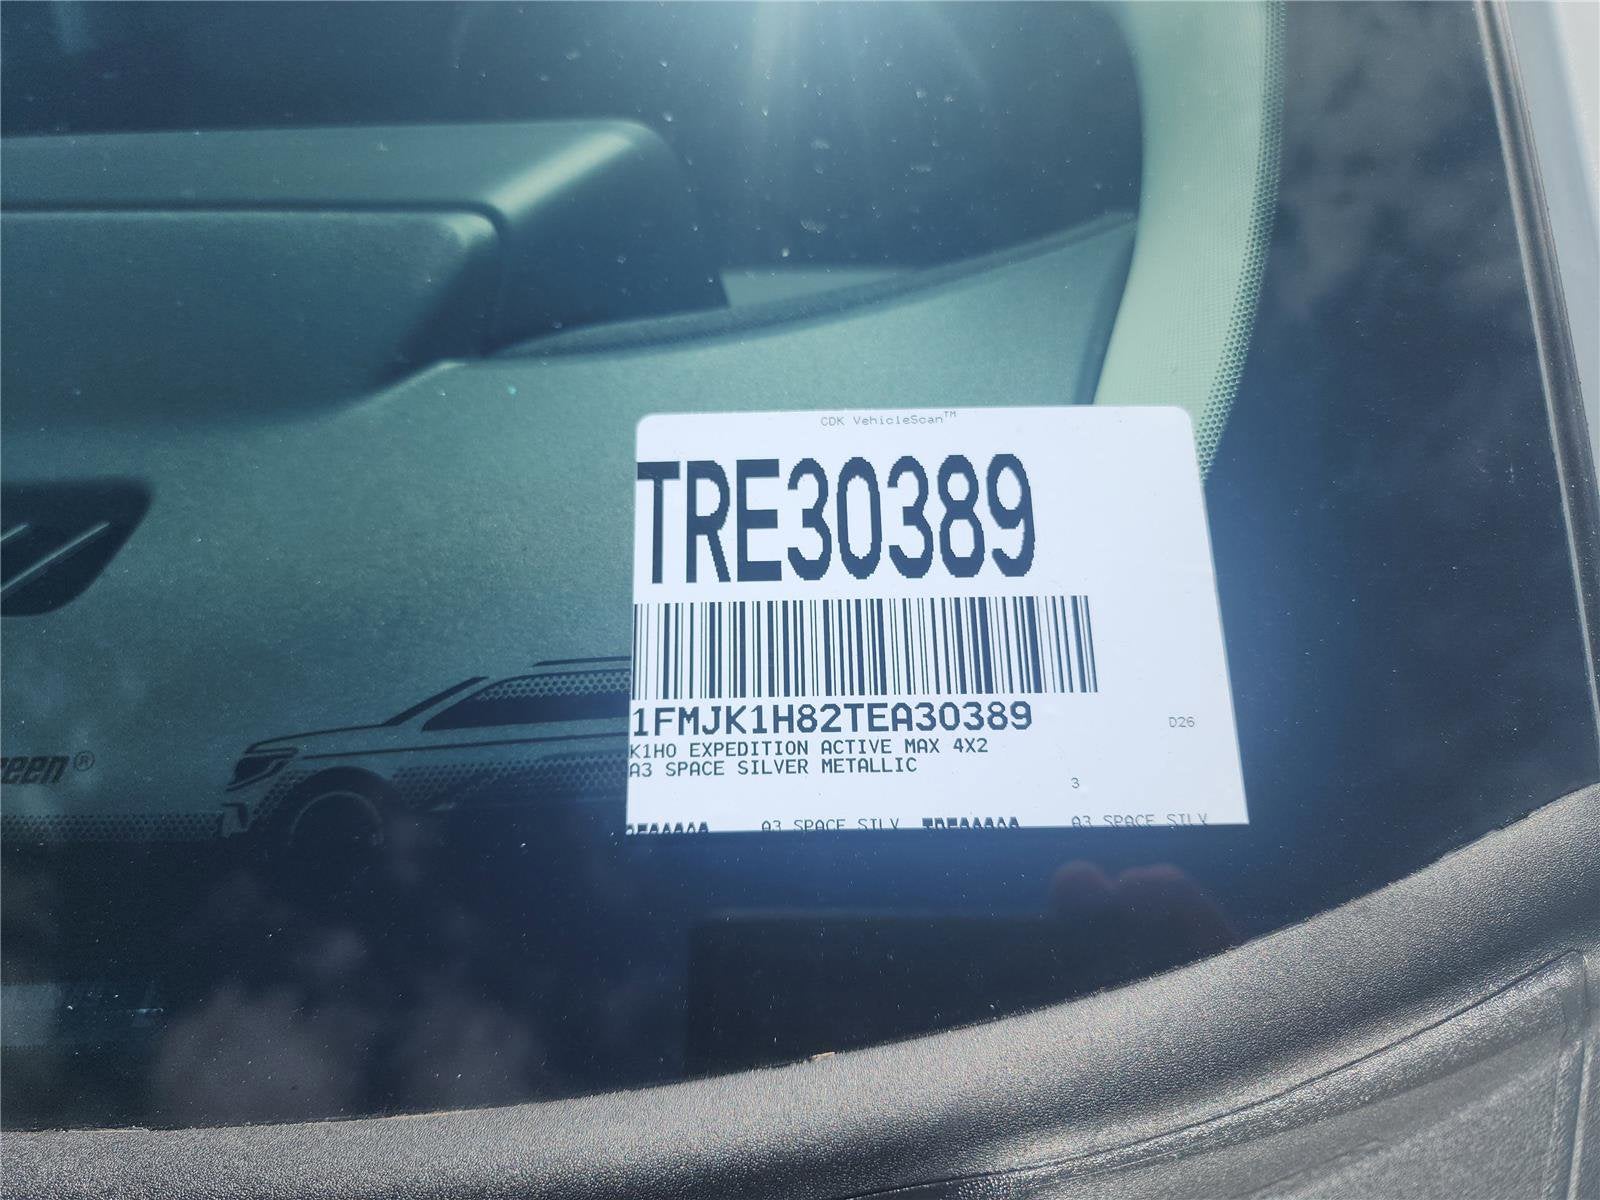 CDK VehicleScan™
TRE30389
1FMJK1H82TEA30389
D26
K1H0 EXPEDITION ACTIVE MAX 4X2
A3 SPACE SILVER METALLIC
3
A3 SPACE SILV
A3 SPACE SILV